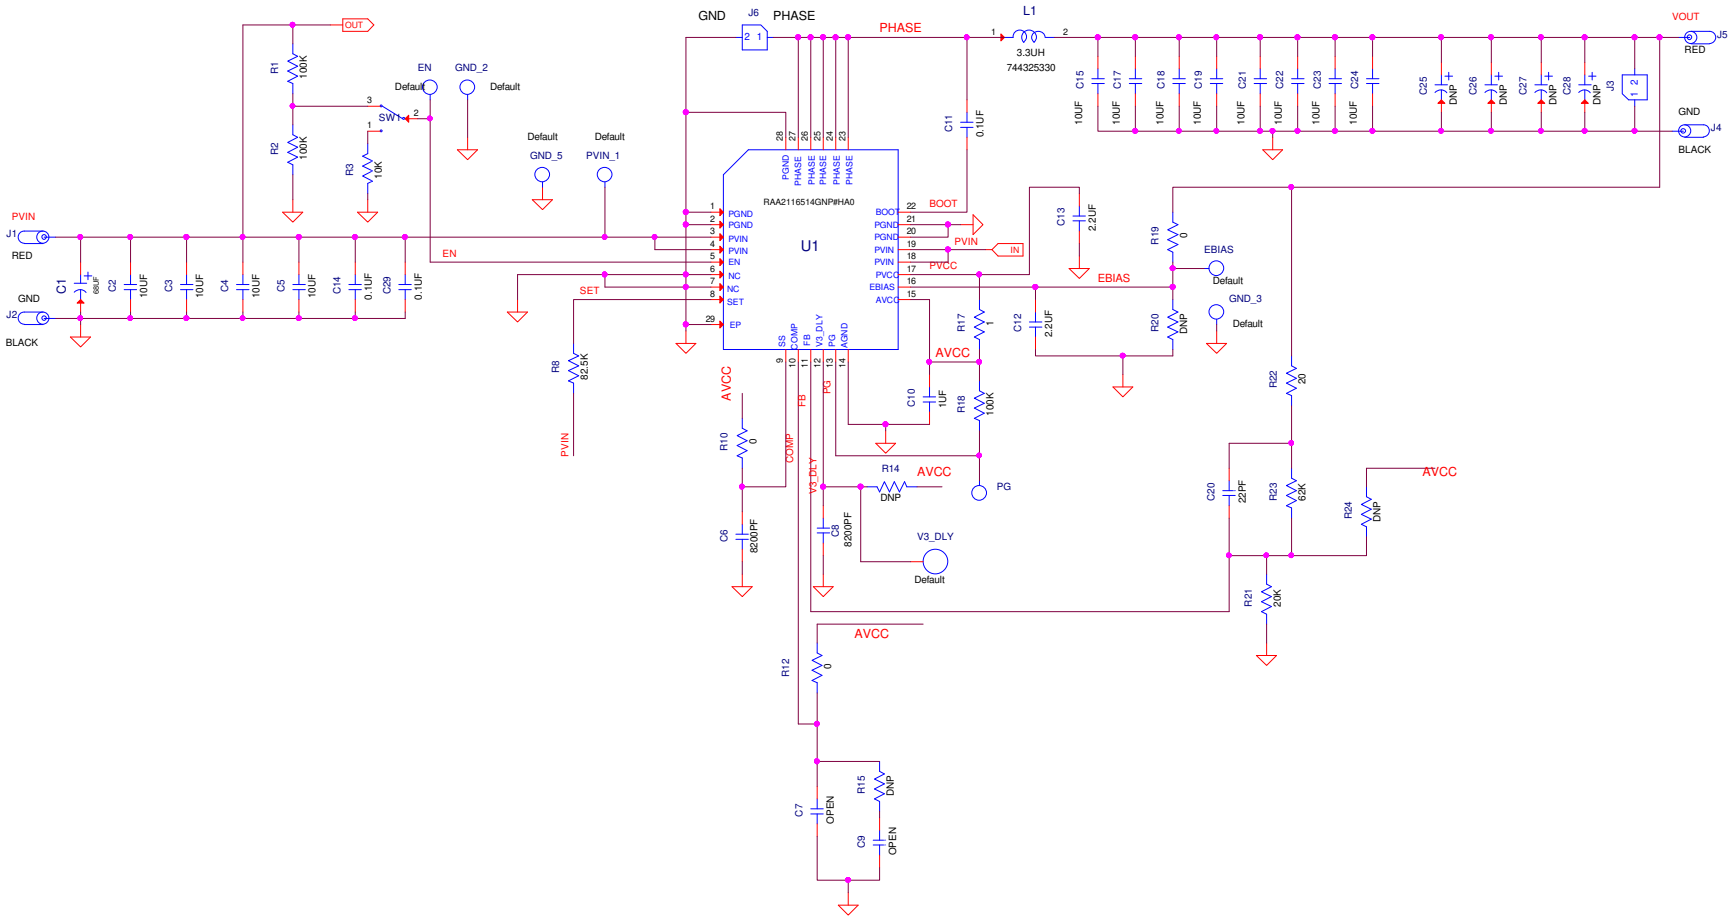 GND
J6
PHASE
2 1
OUT
PHASE
1
L1
2
3.3UH
744325330
VOUT
J5
RED
R1
100K
EN
Default
GND_2
Default
3
SW1
2
1
R2
100K
R3
10K
C15
10UF
C17
10UF
C18
10UF
C19
10UF
C21
10UF
C22
10UF
C23
10UF
C24
10UF
C25
DNP
C26
DNP
C27
DNP
C28
DNP
J3
1 2
GND
J4
BLACK
C11
0.1UF
Default
GND_5
Default
PVIN_1
28
27
26
25
24
23
PGND
PHASE
PHASE
PHASE
PHASE
PHASE
RAA2116514GNP#HA0
U1
1 PGND
2 PGND
3 PVIN
4 PVIN
5 EN
6 NC
7 NC
8 SET
29 EP
BOOT 22
PGND 21
PGND 20
PVIN 19
PVIN 18
PVCC 17
EBIAS 16
AVCC 15
SS
COMP
FB
V3_DLY
PG
AGND
9
10
11
12
13
14
BOOT
PVIN
IN
PVCC
PVIN
J1
RED
GND
J2
BLACK
C1
68UF
C2
10UF
C3
10UF
C4
10UF
C5
10UF
C14
0.1UF
C29
0.1UF
EN
SET
R8
82.5K
PVIN
C13
2.2UF
R19
0
EBIAS
Default
EBIAS
GND_3
Default
C12
2.2UF
R20
DNP
R17
1
AVCC
C10
1UF
R18
100K
PG
AVCC
R10
0
C6
8200PF
COMP
FB
V3_DLY
PG
R14
DNP
AVCC
C8
8200PF
V3_DLY
Default
R22
20
C20
22PF
R23
62K
R24
DNP
AVCC
R21
20K
AVCC
R12
0
C7
OPEN
R15
DNP
C9
OPEN